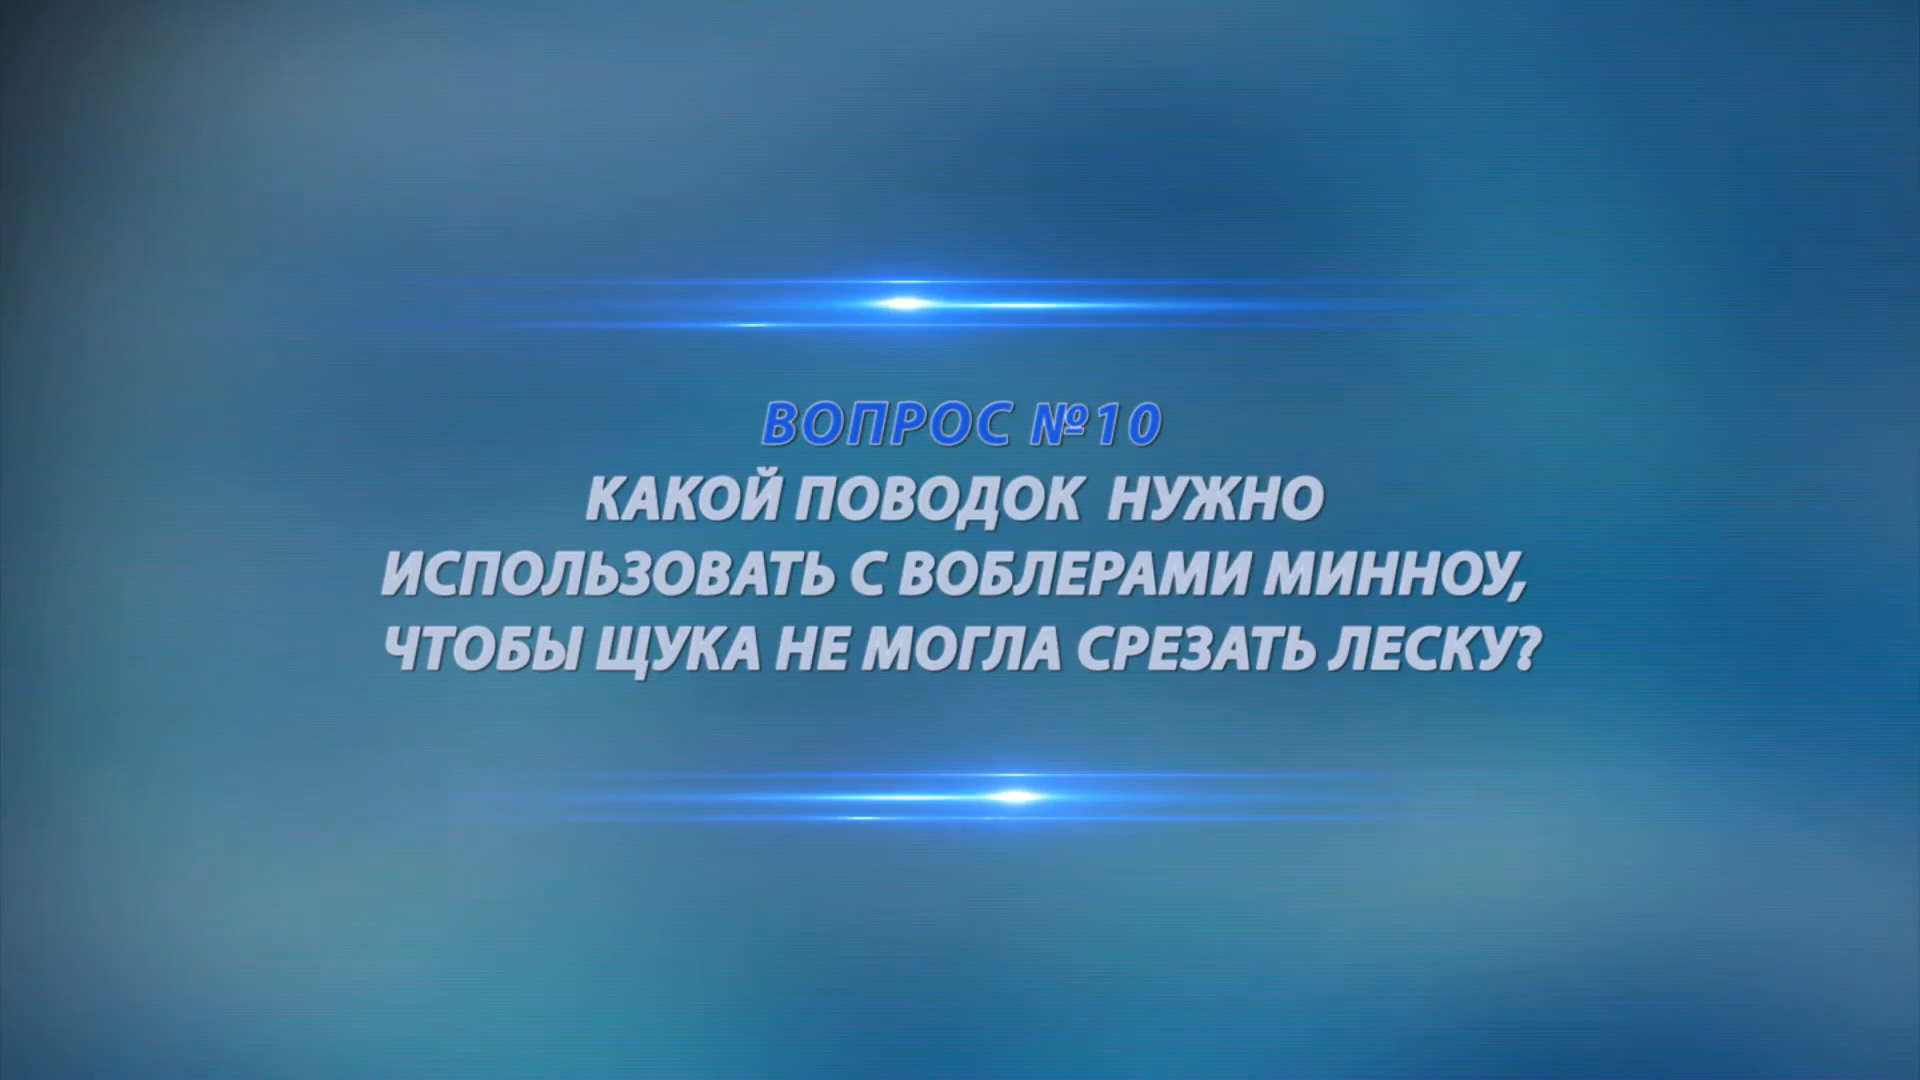 ВОПРОС №10
КАКОЙ ПОВОДОК НУЖНО
ИСПОЛЬЗОВАТЬ С ВОБЛЕРАМИ МИННОУ,
ЧТОБЫ ЩУКА НЕ МОГЛА СРЕЗАТЬ ЛЕСКУ?